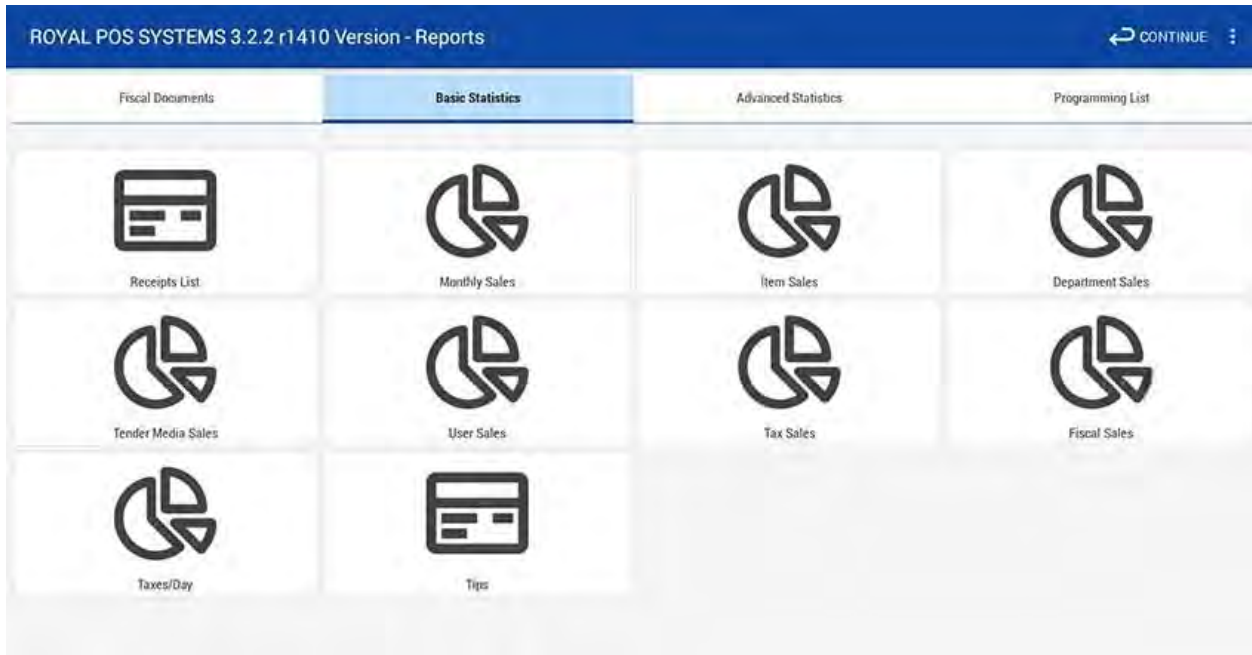 ROYAL POS SYSTEMS 3.2.2 r1410 Version - Reports
CONTINUE
Fiscal Documents
Basic Statistics
Advanced Statistics
Programming List
Receipts List
Monthly Sales
Item Sales
Department Sales
Tender Media Sales
User Sales
Tax Sales
Fiscal Sales
Taxes/Day
Tips